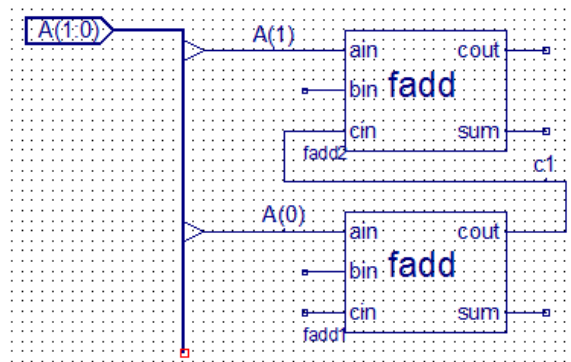 A(1:0)
A(1)
ain
cout
bin
fadd
cin
sum
fadd2
c1
A(0)
ain
cout
bin
fadd
cin
sum
fadd1